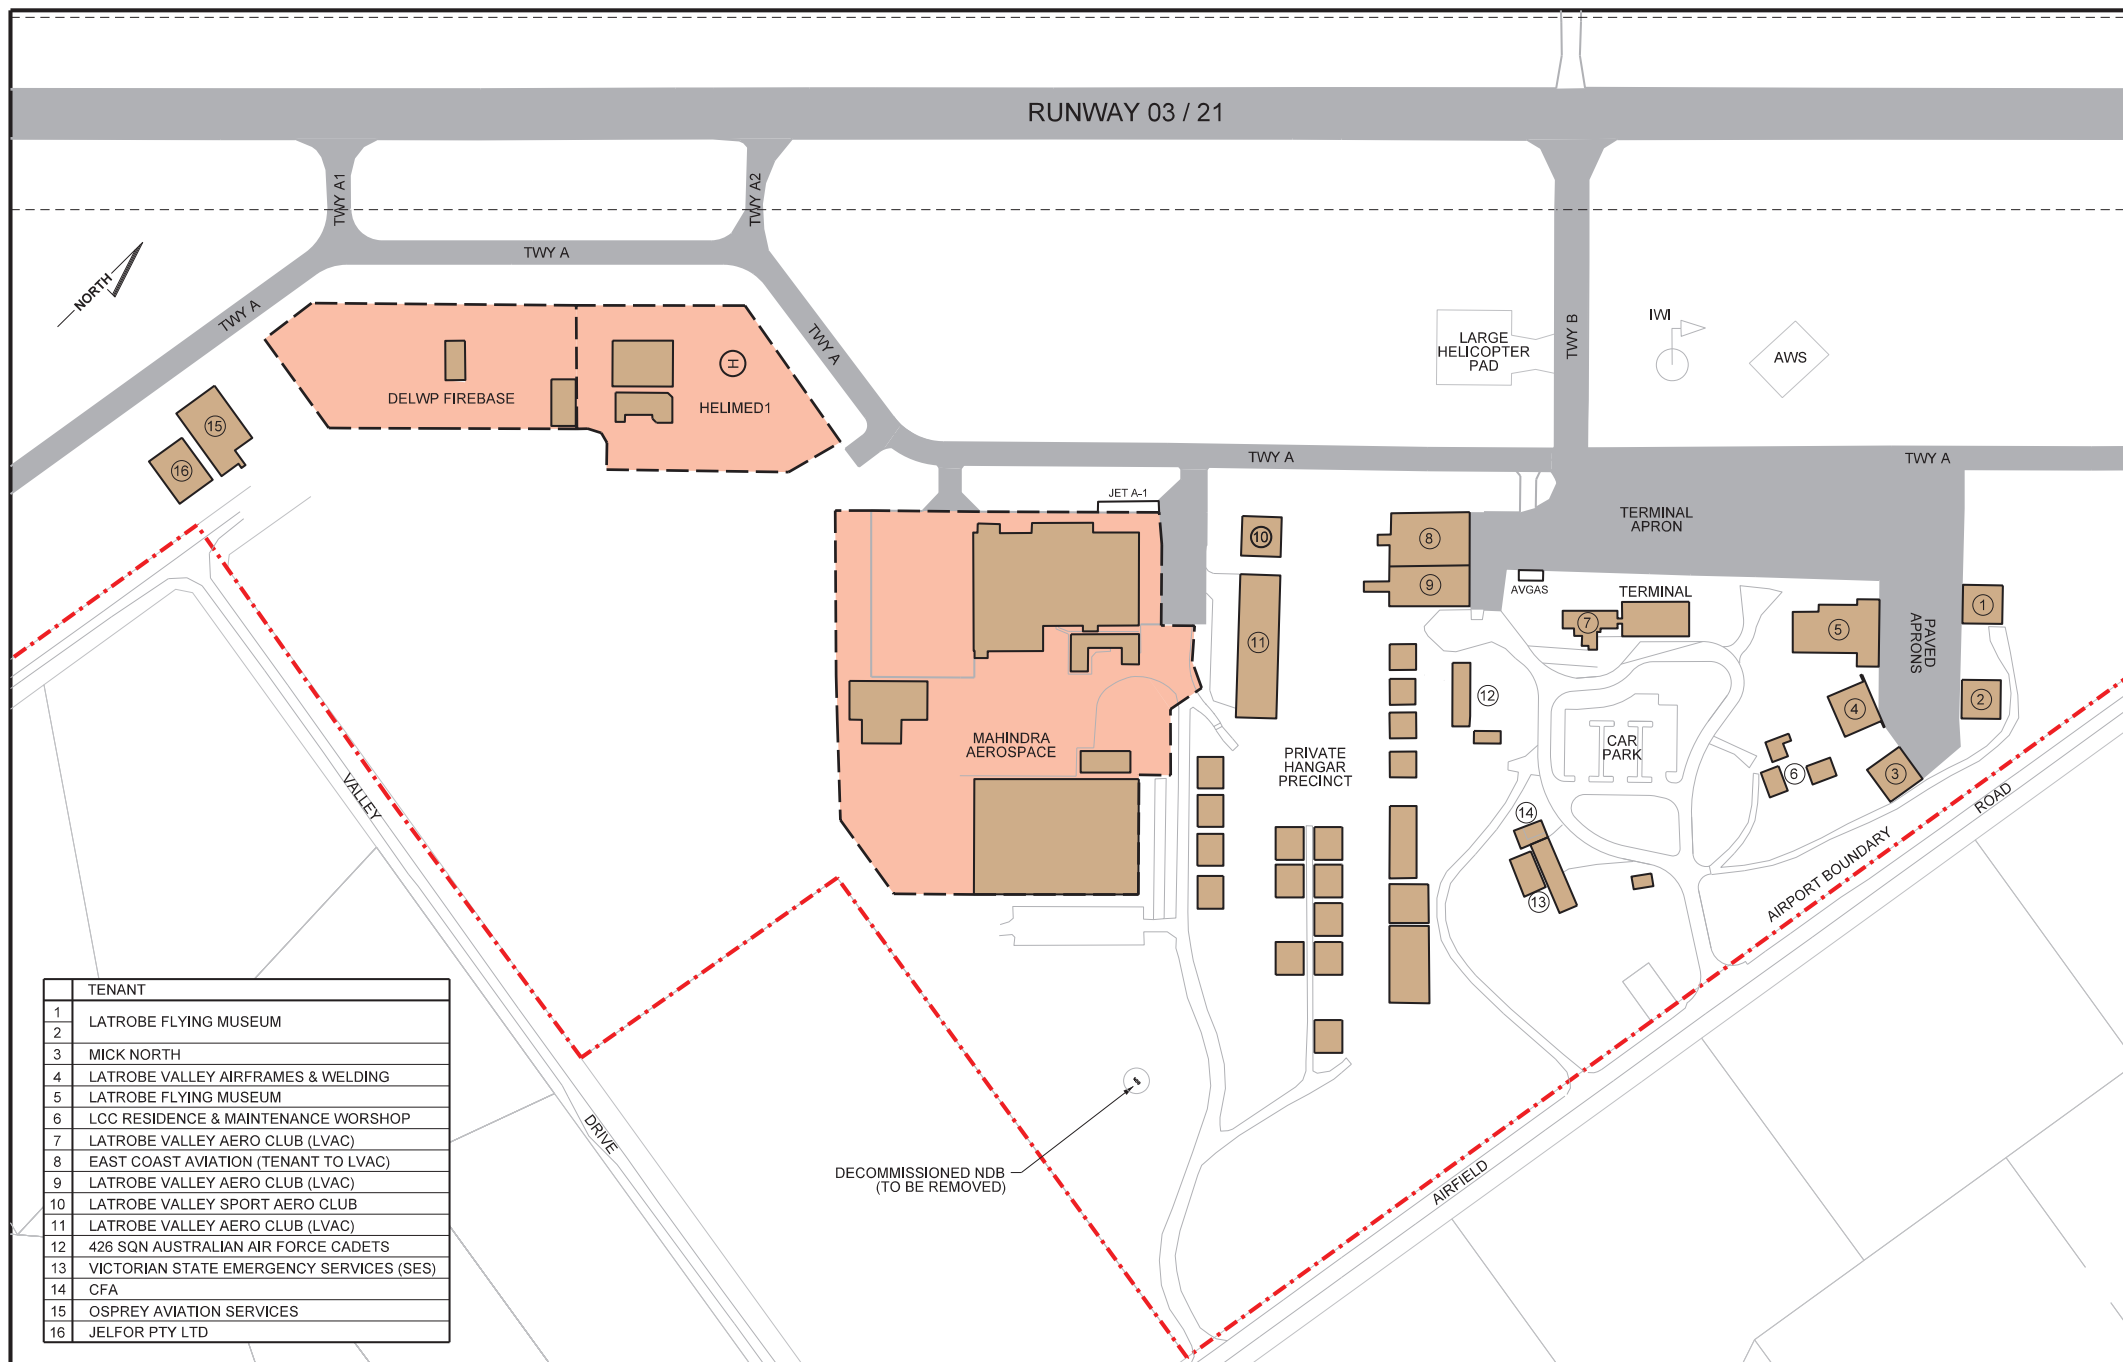 RUNWAY 03 / 21
TWY A1
TWY A2
TWY A
NORTH
TWY A
TWY A
TWY B
IWI
LARGE
HELICOPTER
PAD
AWS
DELWP FIREBASE
HELIMED1
H
15
16
TWY A
TWY A
JET A-1
TERMINAL
APRON
10
8
9
AVGAS
TERMINAL
7
5
1
PAVED
APRONS
11
12
2
4
3
6
MAHINDRA
AEROSPACE
PRIVATE
HANGAR
PRECINCT
CAR
PARK
VALLEY
DRIVE
14
13
AIRPORT BOUNDARY
ROAD
AIRFIELD
DECOMMISSIONED NDB
(TO BE REMOVED)
TENANT
1
2
LATROBE FLYING MUSEUM
3 MICK NORTH
4 LATROBE VALLEY AIRFRAMES & WELDING
5 LATROBE FLYING MUSEUM
6 LCC RESIDENCE & MAINTENANCE WORSHOP
7 LATROBE VALLEY AERO CLUB (LVAC)
8 EAST COAST AVIATION (TENANT TO LVAC)
9 LATROBE VALLEY AERO CLUB (LVAC)
10 LATROBE VALLEY SPORT AERO CLUB
11 LATROBE VALLEY AERO CLUB (LVAC)
12 426 SQN AUSTRALIAN AIR FORCE CADETS
13 VICTORIAN STATE EMERGENCY SERVICES (SES)
14 CFA
15 OSPREY AVIATION SERVICES
16 JELFOR PTY LTD